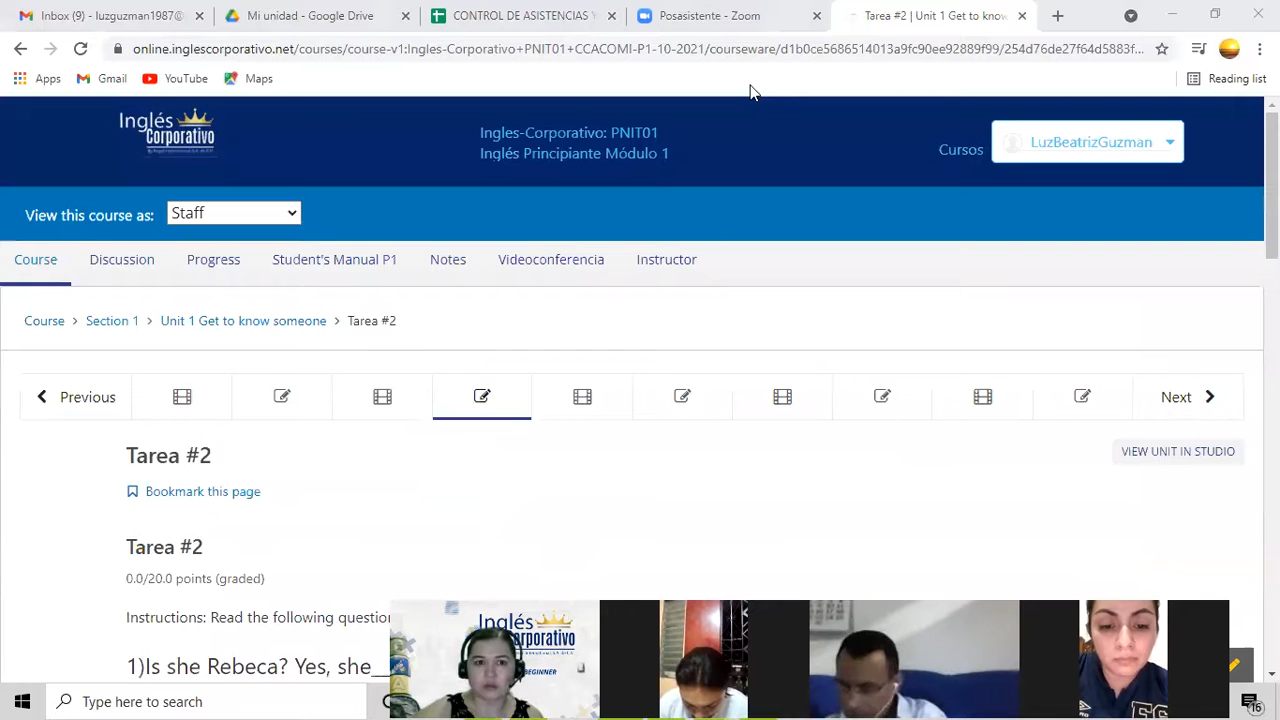 Inbox (9) - luzguzman1987@
Mi unidad - Google Drive
CONTROL DE ASISTENCIAS Y
Posasistente - Zoom
Tarea #2 | Unit 1 Get to know
online.inglescorporativo.net/courses/course-v1:Ingles-Corporativo+PNIT01+CCACOMI-P1-10-2021/courseware/d1b0ce5686514013a9fc90ee92889f99/254d76de27f64d5883f...
Apps
Gmail
YouTube
Maps
Reading list
Inglés
Corporativo
Ingles-Corporativo: PNIT01
Inglés Principiante Módulo 1
Cursos
LuzBeatrizGuzman
View this course as:
Staff
Course
Discussion
Progress
Student's Manual P1
Notes
Videoconferencia
Instructor
Course > Section 1 > Unit 1 Get to know someone > Tarea #2
Previous
Next
Tarea #2
VIEW UNIT IN STUDIO
Bookmark this page
Tarea #2
0.0/20.0 points (graded)
Instructions: Read the following question
Inglés
Corporativo
BEGINNER
1)Is she Rebeca? Yes, she__
Type here to search
16